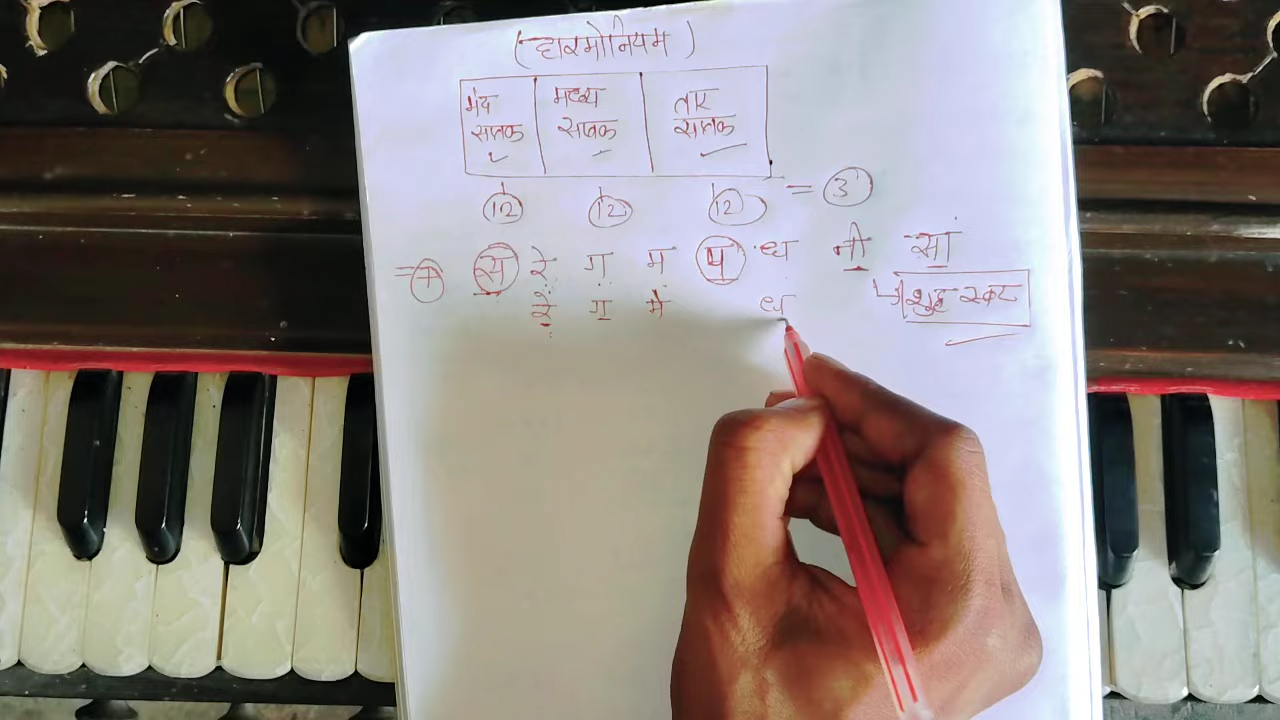 (हारमोनियम)
मंद मध्य तार
सप्तक सप्तक सप्तक
12 12 12 = 3
= 7 स रे ग म प ध नी सां
रे ग मे ध शुद्ध स्वर